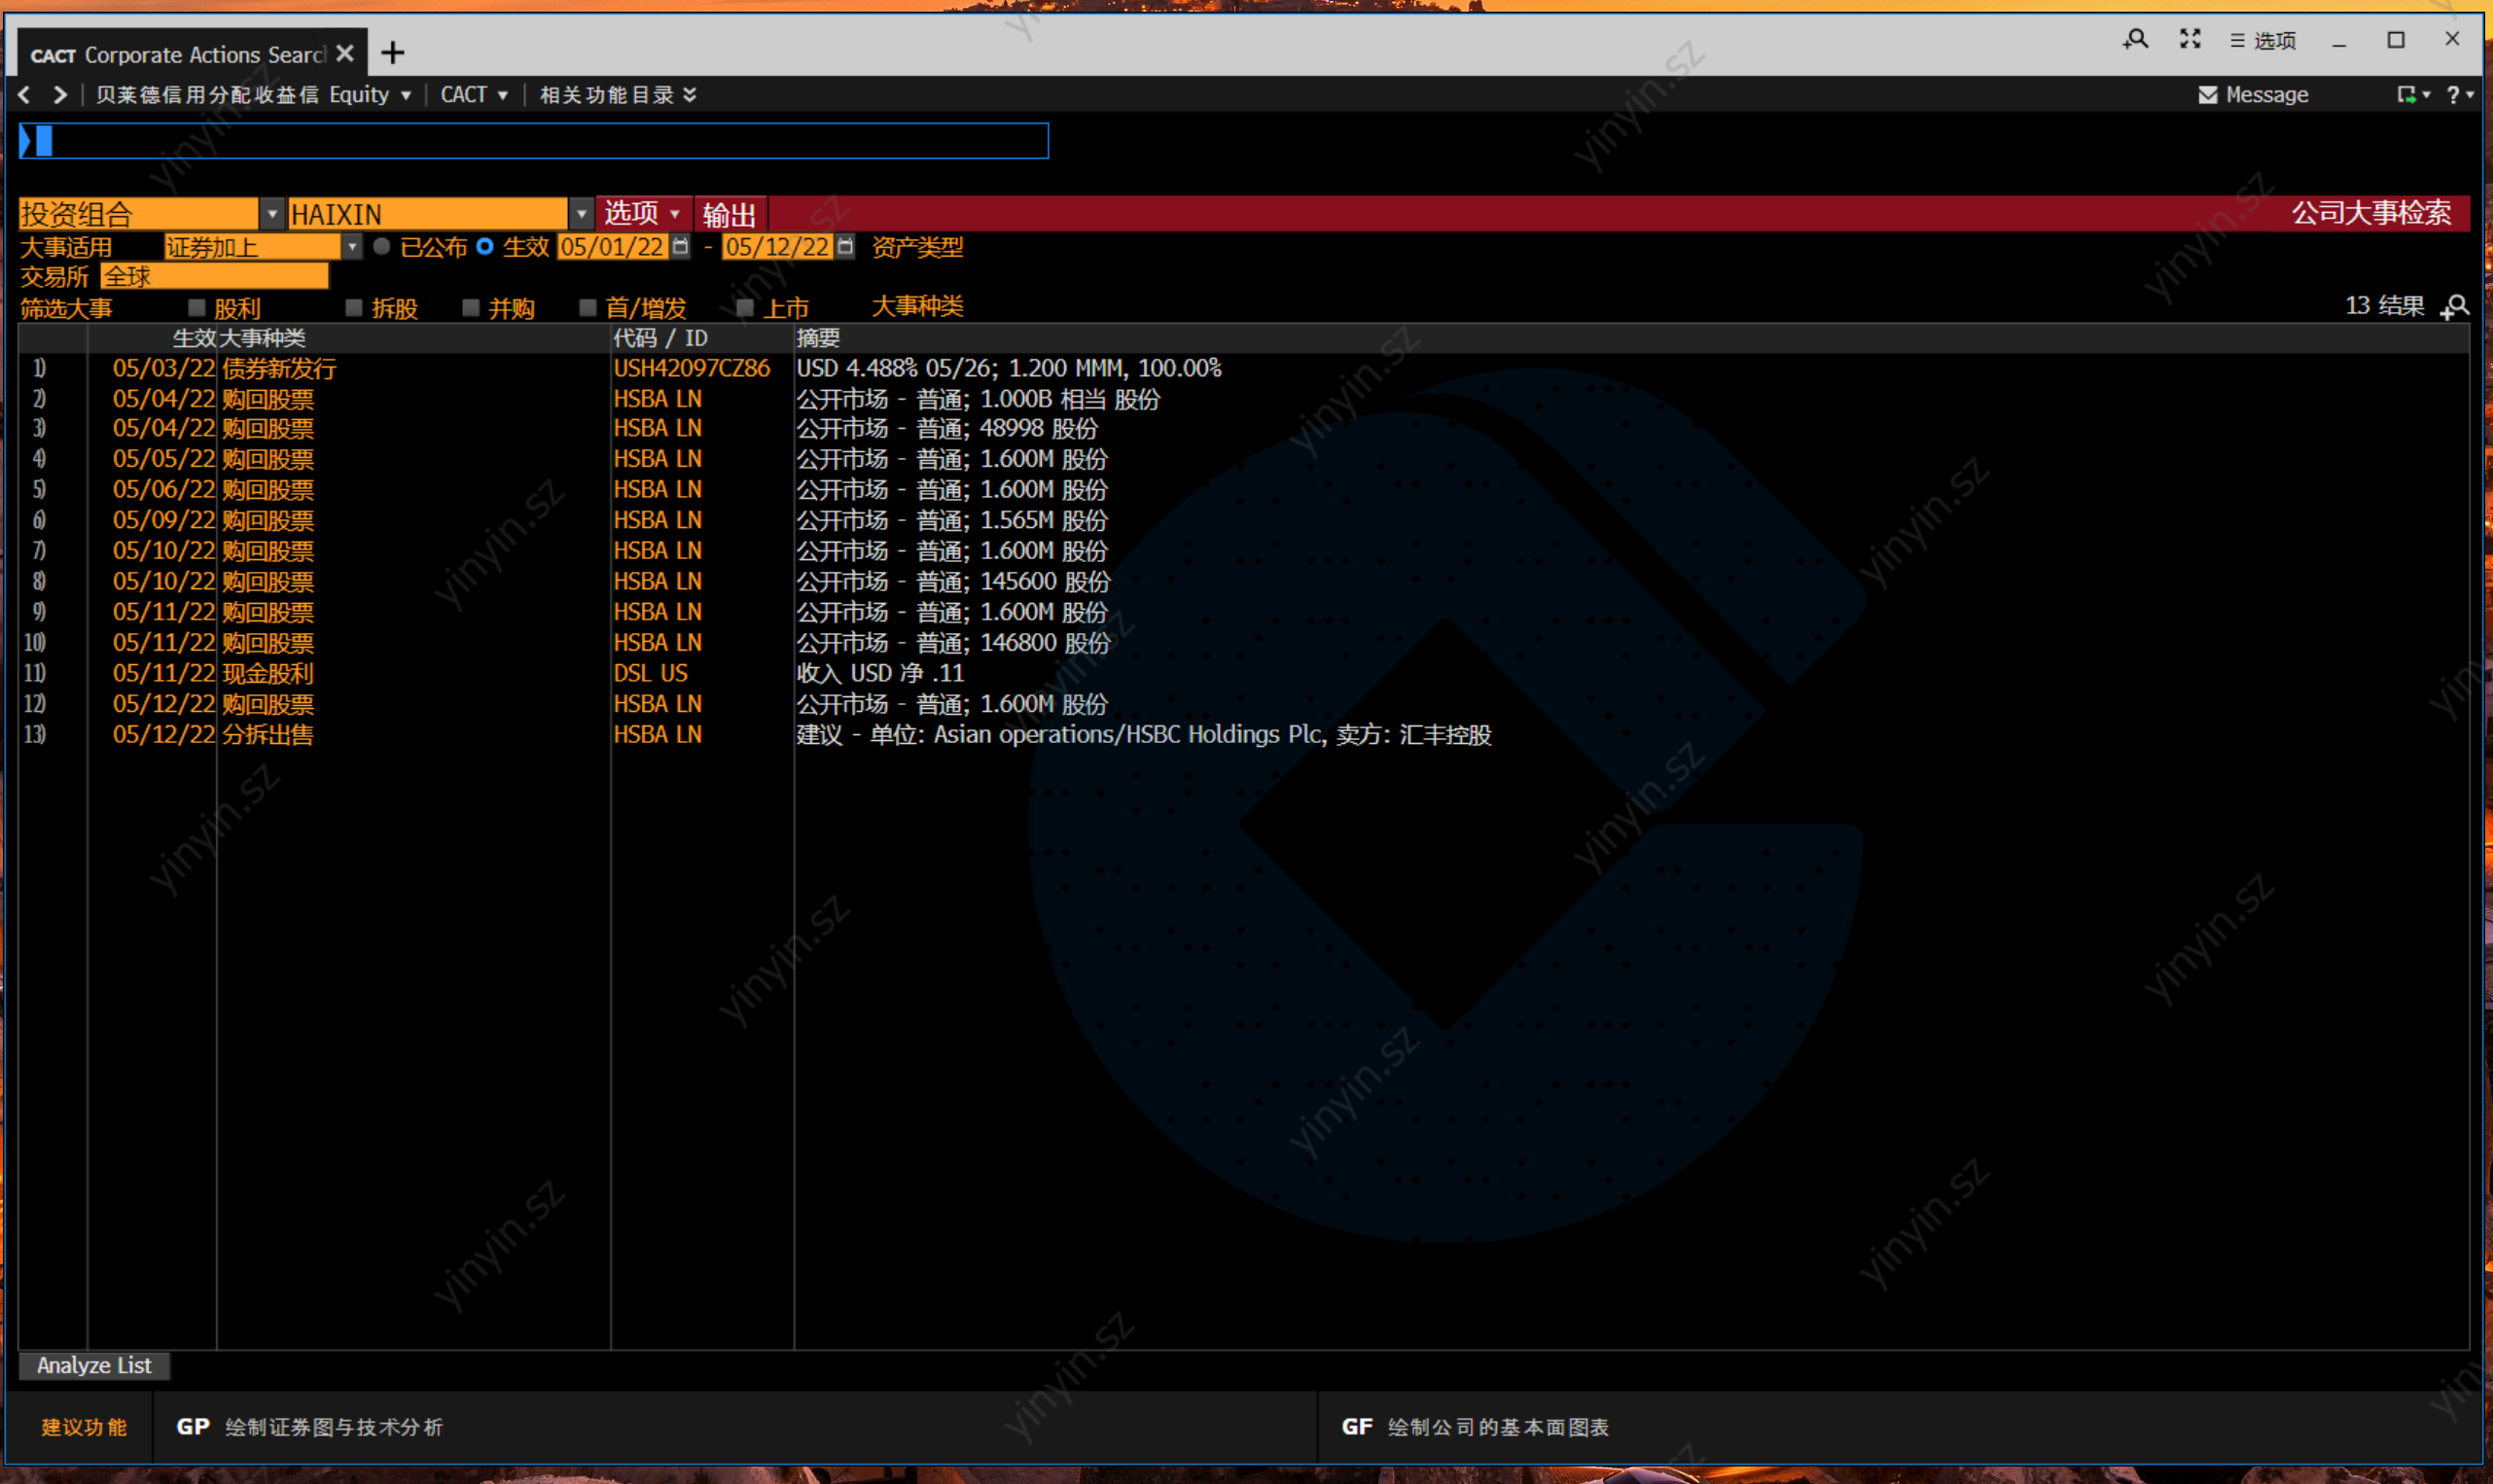 CACT Corporate Actions Searc
选项
贝莱德信用分配收益信 Equity CACT 相关功能目录 Message ?
投资组合 HAIXIN 选项 输出 公司大事检索
大事适用 证券加上 已公布 生效 05/01/22 - 05/12/22 资产类型
交易所 全球
筛选大事 股利 拆股 并购 首/增发 上市 大事种类 13 结果
生效 大事种类 代码 / ID 摘要
1) 05/03/22 债券新发行 USH42097CZ86 USD 4.488% 05/26; 1.200 MMM, 100.00%
2) 05/04/22 购回股票 HSBA LN 公开市场 - 普通; 1.000B 相当 股份
3) 05/04/22 购回股票 HSBA LN 公开市场 - 普通; 48998 股份
4) 05/05/22 购回股票 HSBA LN 公开市场 - 普通; 1.600M 股份
5) 05/06/22 购回股票 HSBA LN 公开市场 - 普通; 1.600M 股份
6) 05/09/22 购回股票 HSBA LN 公开市场 - 普通; 1.565M 股份
7) 05/10/22 购回股票 HSBA LN 公开市场 - 普通; 1.600M 股份
8) 05/10/22 购回股票 HSBA LN 公开市场 - 普通; 145600 股份
9) 05/11/22 购回股票 HSBA LN 公开市场 - 普通; 1.600M 股份
10) 05/11/22 购回股票 HSBA LN 公开市场 - 普通; 146800 股份
11) 05/11/22 现金股利 DSL US 收入 USD 净 .11
12) 05/12/22 购回股票 HSBA LN 公开市场 - 普通; 1.600M 股份
13) 05/12/22 分拆出售 HSBA LN 建议 - 单位: Asian operations/HSBC Holdings Plc, 卖方: 汇丰控股
Analyze List
建议功能 GP 绘制证券图与技术分析 GF 绘制公司的基本面图表
yinyin.sz